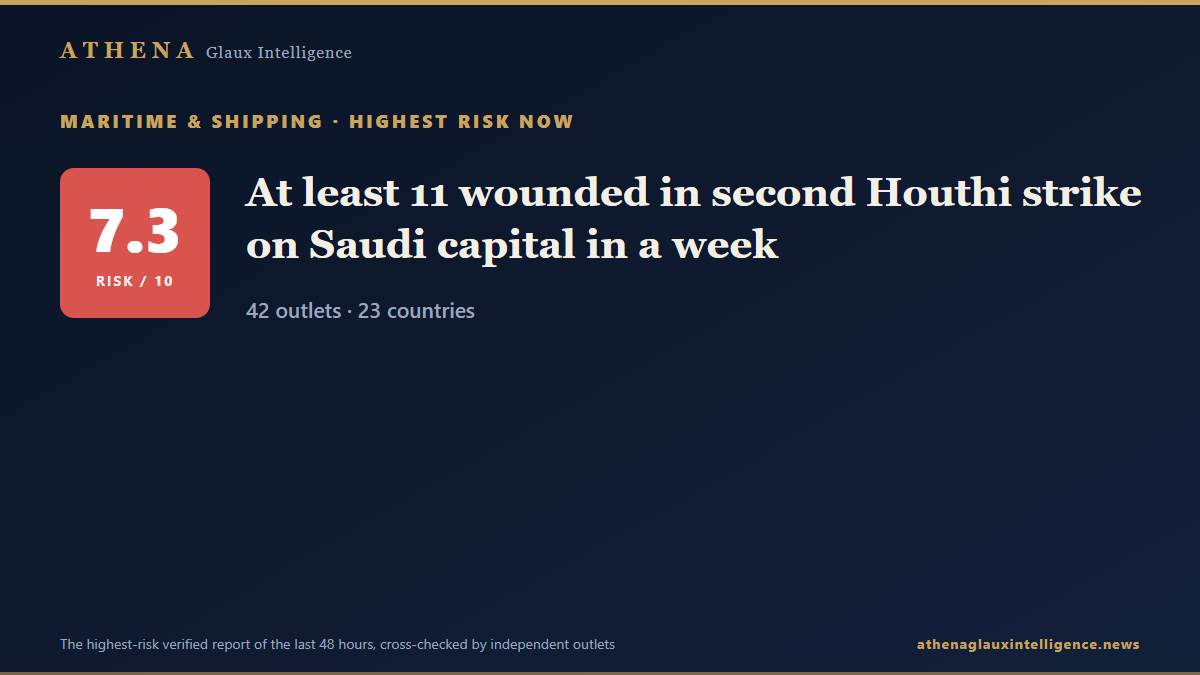 ATHENA Glaux Intelligence
MARITIME & SHIPPING · HIGHEST RISK NOW
7.3
RISK / 10
At least 11 wounded in second Houthi strike
on Saudi capital in a week
42 outlets · 23 countries
The highest-risk verified report of the last 48 hours, cross-checked by independent outlets
athenaglauxintelligence.news